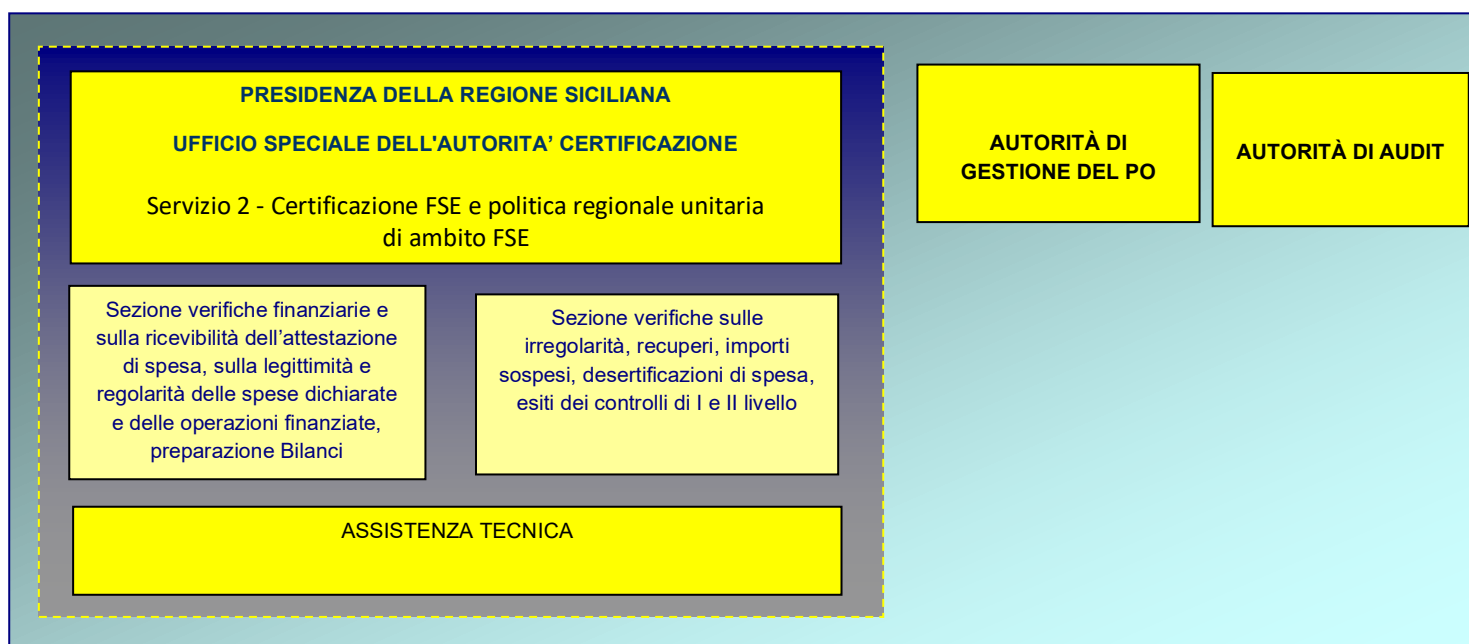 PRESIDENZA DELLA REGIONE SICILIANA
UFFICIO SPECIALE DELL'AUTORITA’ CERTIFICAZIONE
Servizio 2 - Certificazione FSE e politica regionale unitaria
di ambito FSE
Sezione verifiche finanziarie e
sulla ricevibilità dell’attestazione
di spesa, sulla legittimità e
regolarità delle spese dichiarate
e delle operazioni finanziate,
preparazione Bilanci
Sezione verifiche sulle
irregolarità, recuperi, importi
sospesi, desertificazioni di spesa,
esiti dei controlli di I e II livello
ASSISTENZA TECNICA
AUTORITÀ DI
GESTIONE DEL PO
AUTORITÀ DI AUDIT